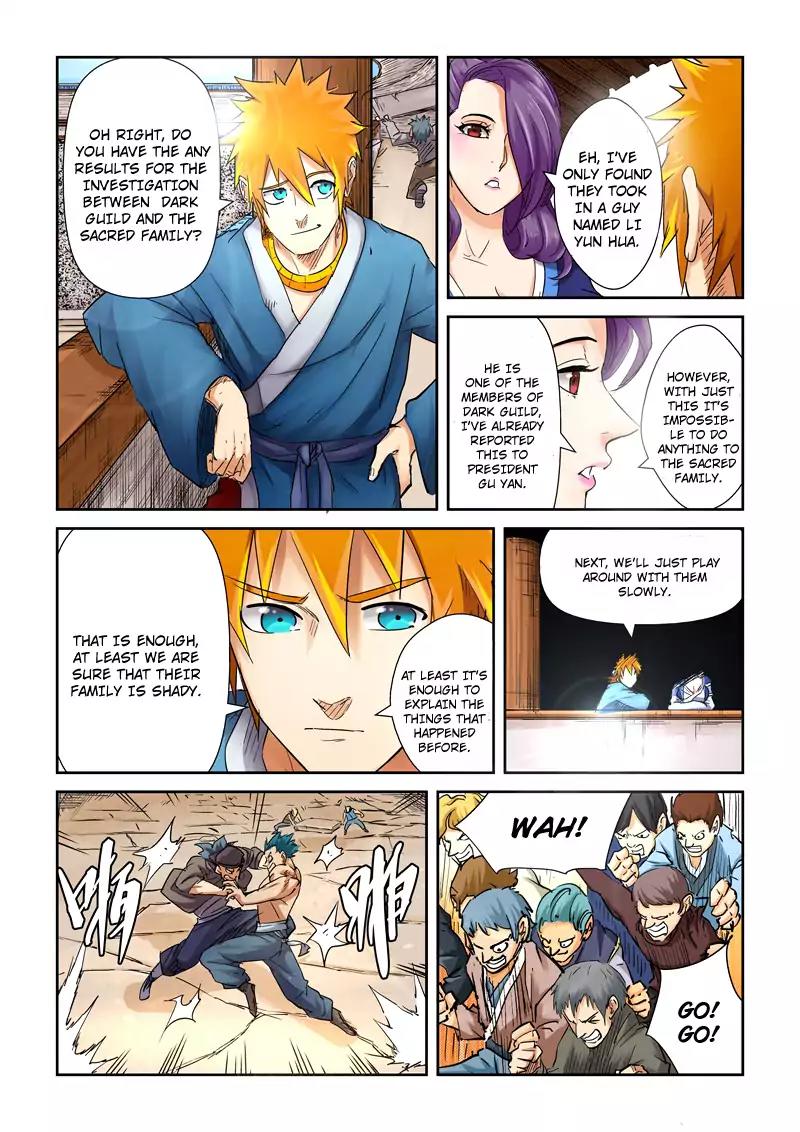 OH RIGHT, DO
YOU HAVE THE ANY
RESULTS FOR THE
INVESTIGATION
BETWEEN DARK
GUILD AND THE
SACRED FAMILY?
EH, I'VE
ONLY FOUND
THEY TOOK
IN A GUY
NAMED LI
YUN HUA.
HE IS
ONE OF THE
MEMBERS OF
DARK GUILD,
I'VE ALREADY
REPORTED
THIS TO
PRESIDENT
GU YAN.
HOWEVER,
WITH JUST
THIS IT'S
IMPOSSIB-
LE TO DO
ANYTHING TO
THE SACRED
FAMILY.
THAT IS ENOUGH,
AT LEAST WE ARE
SURE THAT THEIR
FAMILY IS SHADY.
AT LEAST IT'S
ENOUGH TO
EXPLAIN THE
THINGS THAT
HAPPENED
BEFORE.
NEXT, WE'LL JUST PLAY
AROUND WITH THEM
SLOWLY.
啪
啪
WAH!
GO!
GO!